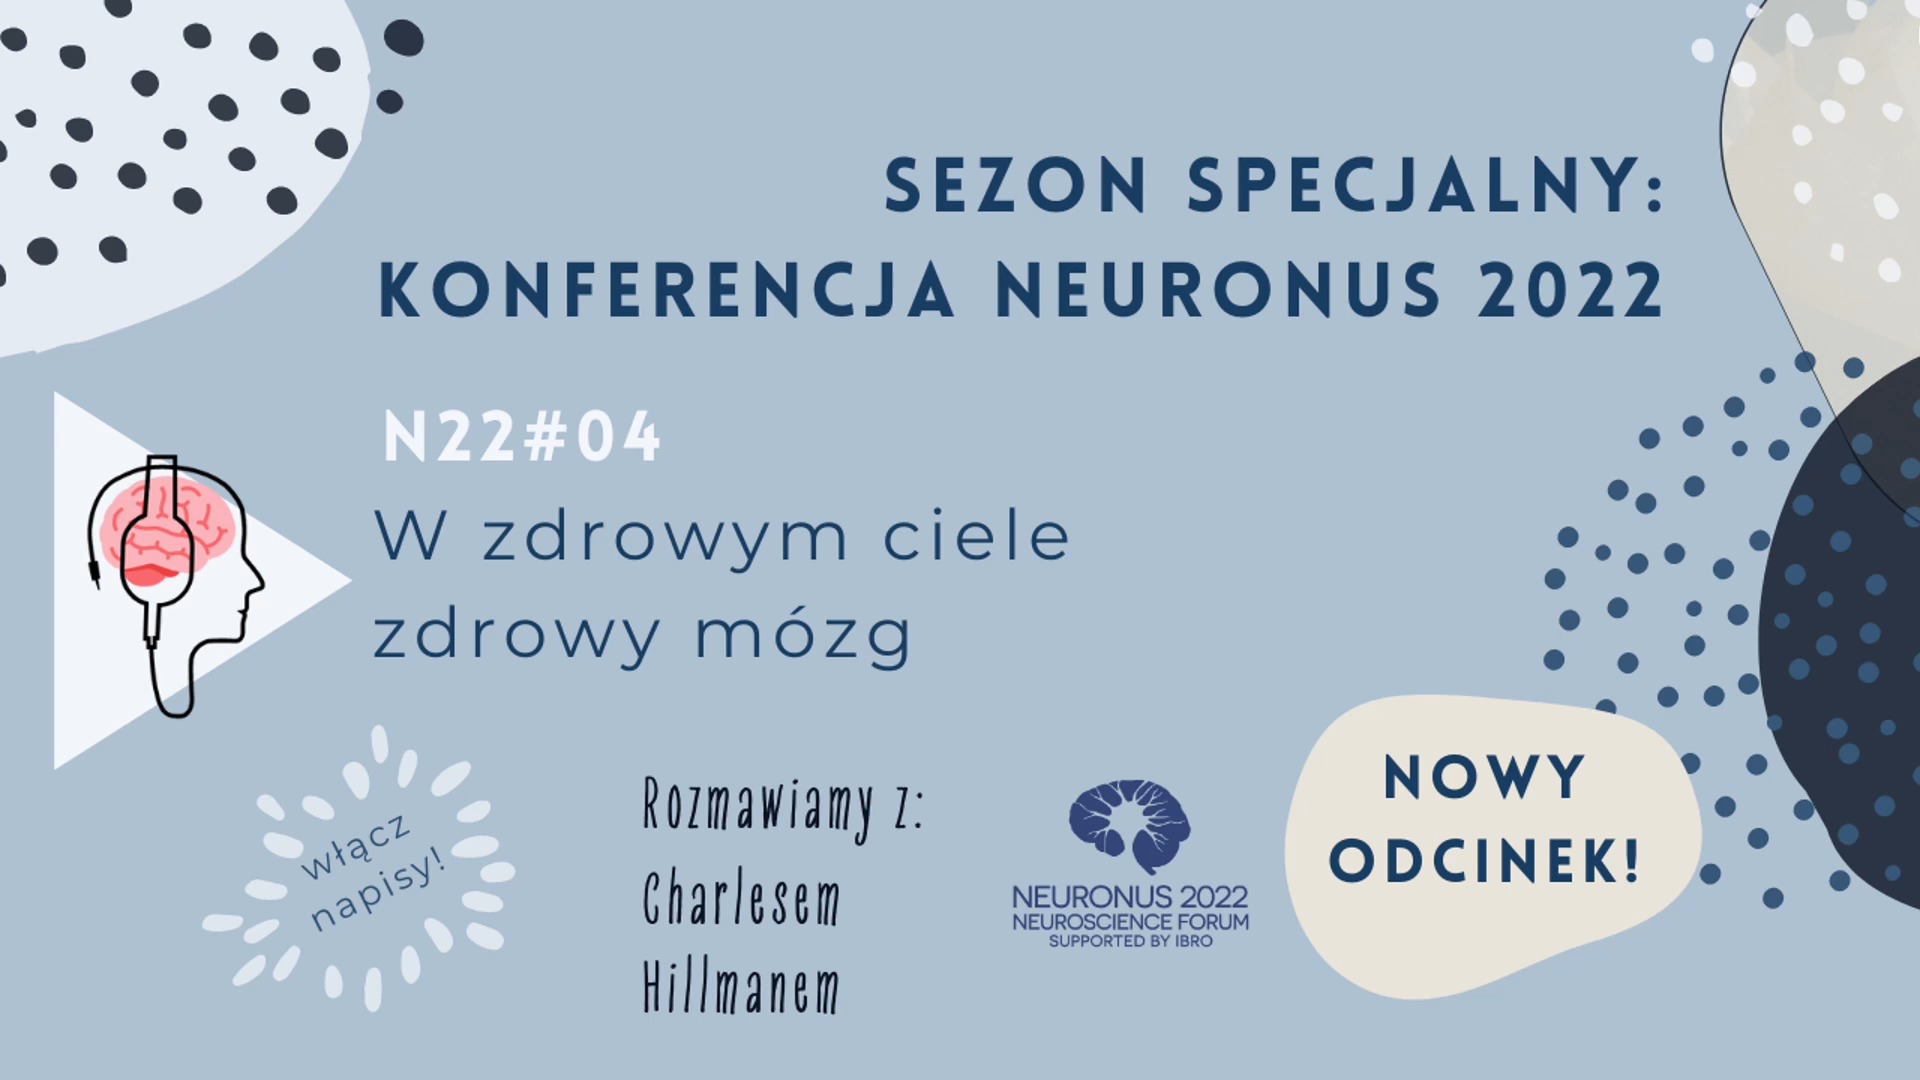 SEZON SPECJALNY:
KONFERENCJA NEURONUS 2022
N22#04
W zdrowym ciele
zdrowy mózg
włącz
napisy!
Rozmawiamy z:
Charlesem
Hillmanem
NEURONUS 2022
NEUROSCIENCE FORUM
SUPPORTED BY IBRO
NOWY
ODCINEK!